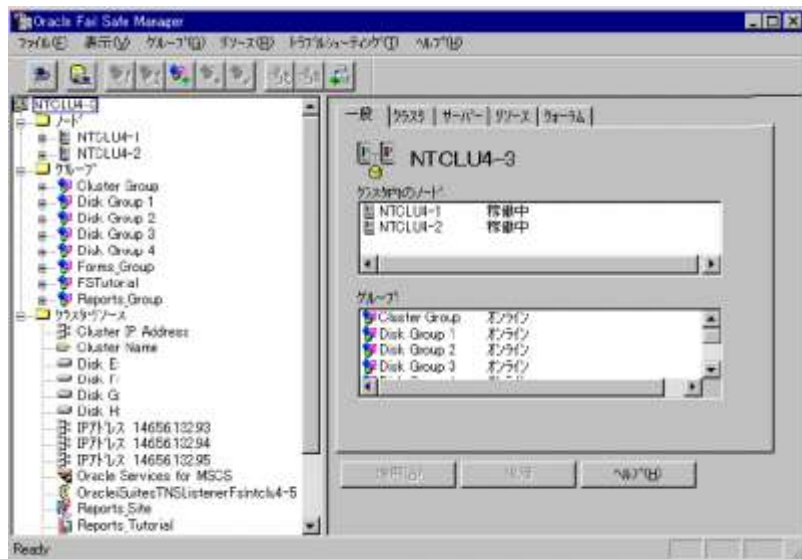 Oracle Fail Safe Manager
ファイル(F) 表示(V) グループ(G) リソース(R) トラブルシューティング(T) ヘルプ(H)
NTCLU4-3
ノード
NTCLU4-1
NTCLU4-2
グループ
Cluster Group
Disk Group 1
Disk Group 2
Disk Group 3
Disk Group 4
Forms_Group
FSTutorial
Reports_Group
クラスタ・リソース
Cluster IP Address
Cluster Name
Disk E:
Disk F:
Disk G:
Disk H:
IPアドレス 146.56.132.93
IPアドレス 146.56.132.94
IPアドレス 146.56.132.95
Oracle Services for MSCS
OracleiSuitesTNSListenerFsintclu4-5
Reports_Site
Reports_Tutorial
一般 クラスタ サーバー リソース クォーラム
NTCLU4-3
クラスタ内のノード
NTCLU4-1 稼働中
NTCLU4-2 稼働中
グループ
Cluster Group オンライン
Disk Group 1 オンライン
Disk Group 2 オンライン
Disk Group 3 オンライン
ヘルプ(H)
Ready